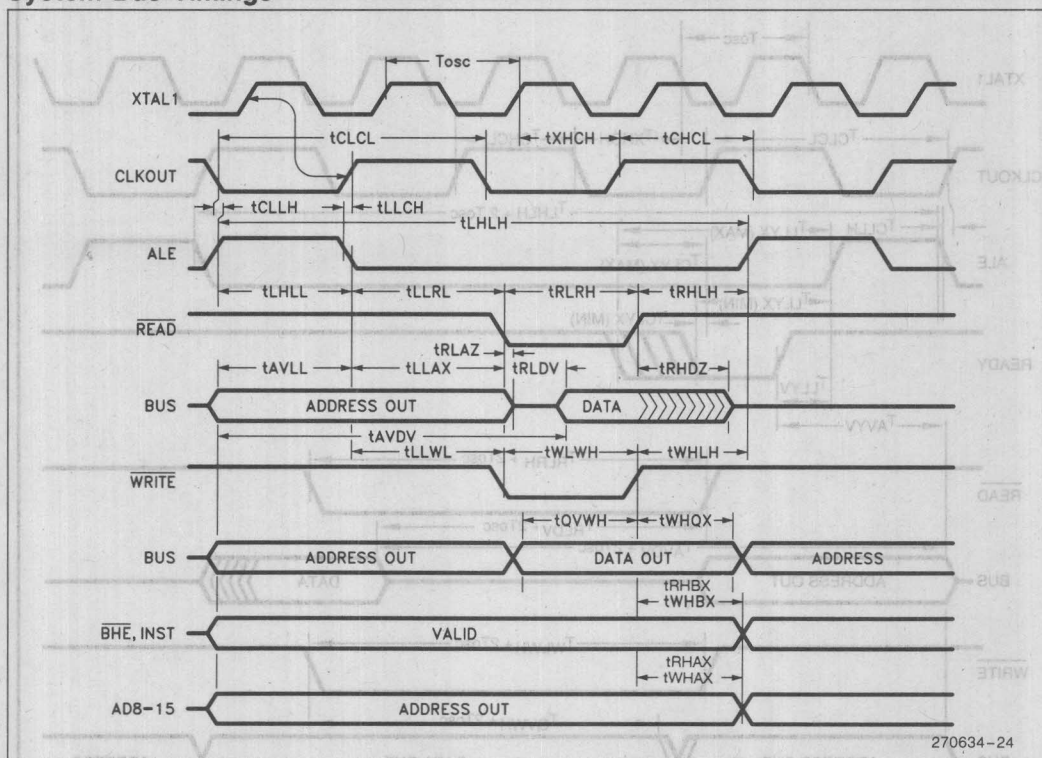 System Bus Timings
Tosc
XTAL1
tCLCL
tXHCH
tCHCL
CLKOUT
tCLLH
tLLCH
tLHLH
ALE
tLHLL
tLLRL
tRLRH
tRHLH
READ
tRLAZ
tAVLL
tLLAX
tRLDV
tRHDZ
BUS
ADDRESS OUT
DATA
tAVDV
tLLWL
tWLWH
tWHLH
WRITE
tQVWH
tWHQX
BUS
ADDRESS OUT
DATA OUT
ADDRESS
tRHBX
tWHBX
BHE, INST
VALID
tRHAX
tWHAX
AD8-15
ADDRESS OUT
270634-24